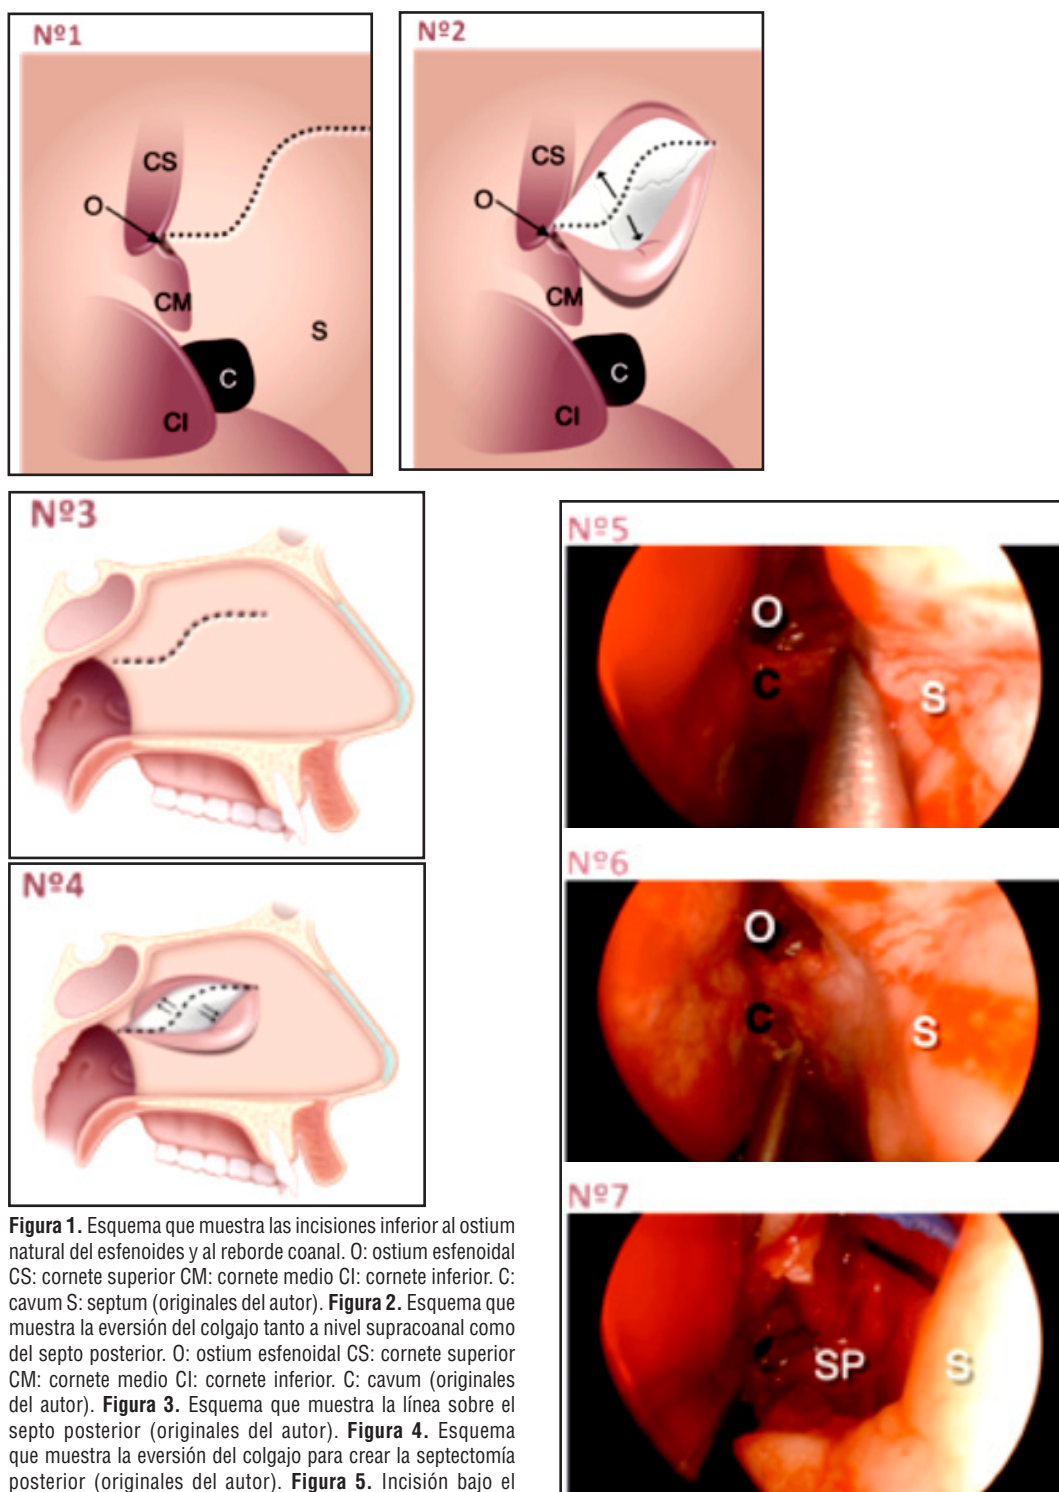 Nº1
CS
O
CM
S
C
CI
Nº2
CS
O
CM
C
CI
Nº3
Nº4
Figura 1. Esquema que muestra las incisiones inferior al ostium
natural del esfenoides y al reborde coanal. O: ostium esfenoidal
CS: cornete superior CM: cornete medio CI: cornete inferior. C:
cavum S: septum (originales del autor). Figura 2. Esquema que
muestra la eversión del colgajo tanto a nivel supracoanal como
del septo posterior. O: ostium esfenoidal CS: cornete superior
CM: cornete medio CI: cornete inferior. C: cavum (originales
del autor). Figura 3. Esquema que muestra la línea sobre el
septo posterior (originales del autor). Figura 4. Esquema
que muestra la eversión del colgajo para crear la septectomía
posterior (originales del autor). Figura 5. Incisión bajo el
Nº5
O
C
S
Nº6
O
C
S
Nº7
SP
S